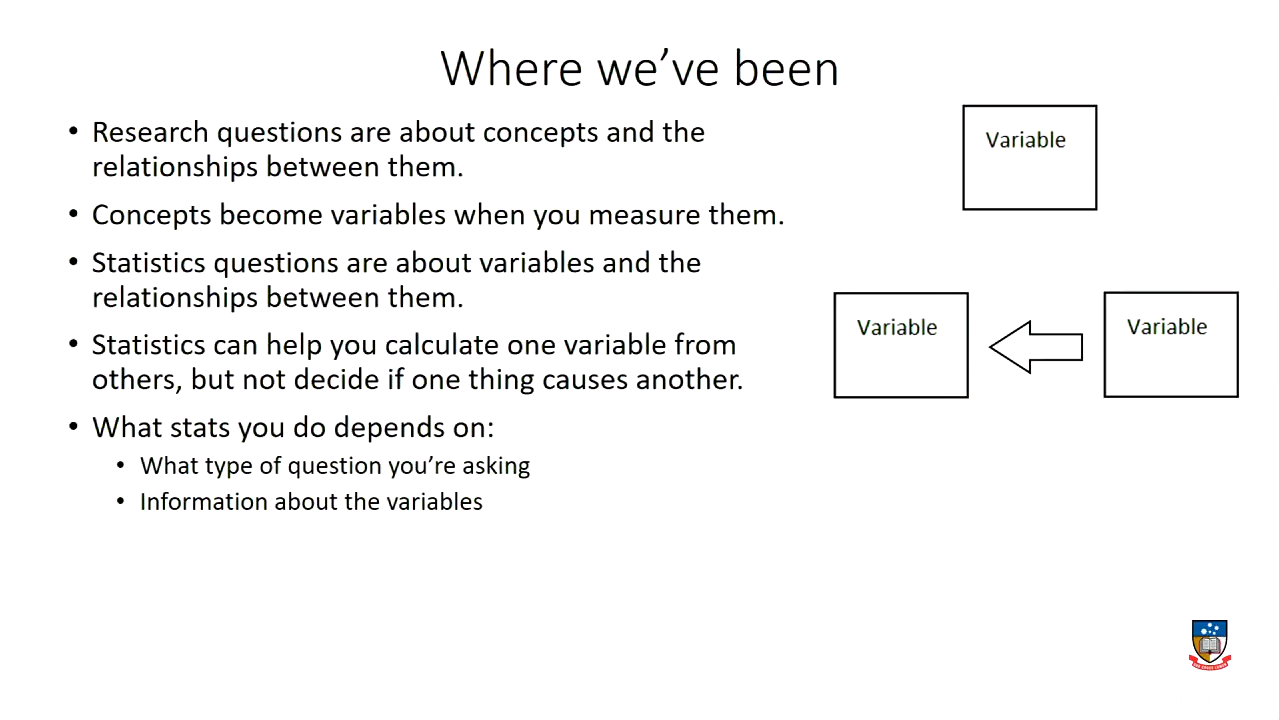 Where we've been
• Research questions are about concepts and the
relationships between them.
• Concepts become variables when you measure them.
• Statistics questions are about variables and the
relationships between them.
• Statistics can help you calculate one variable from
others, but not decide if one thing causes another.
• What stats you do depends on:
• What type of question you're asking
• Information about the variables
Variable
Variable
Variable